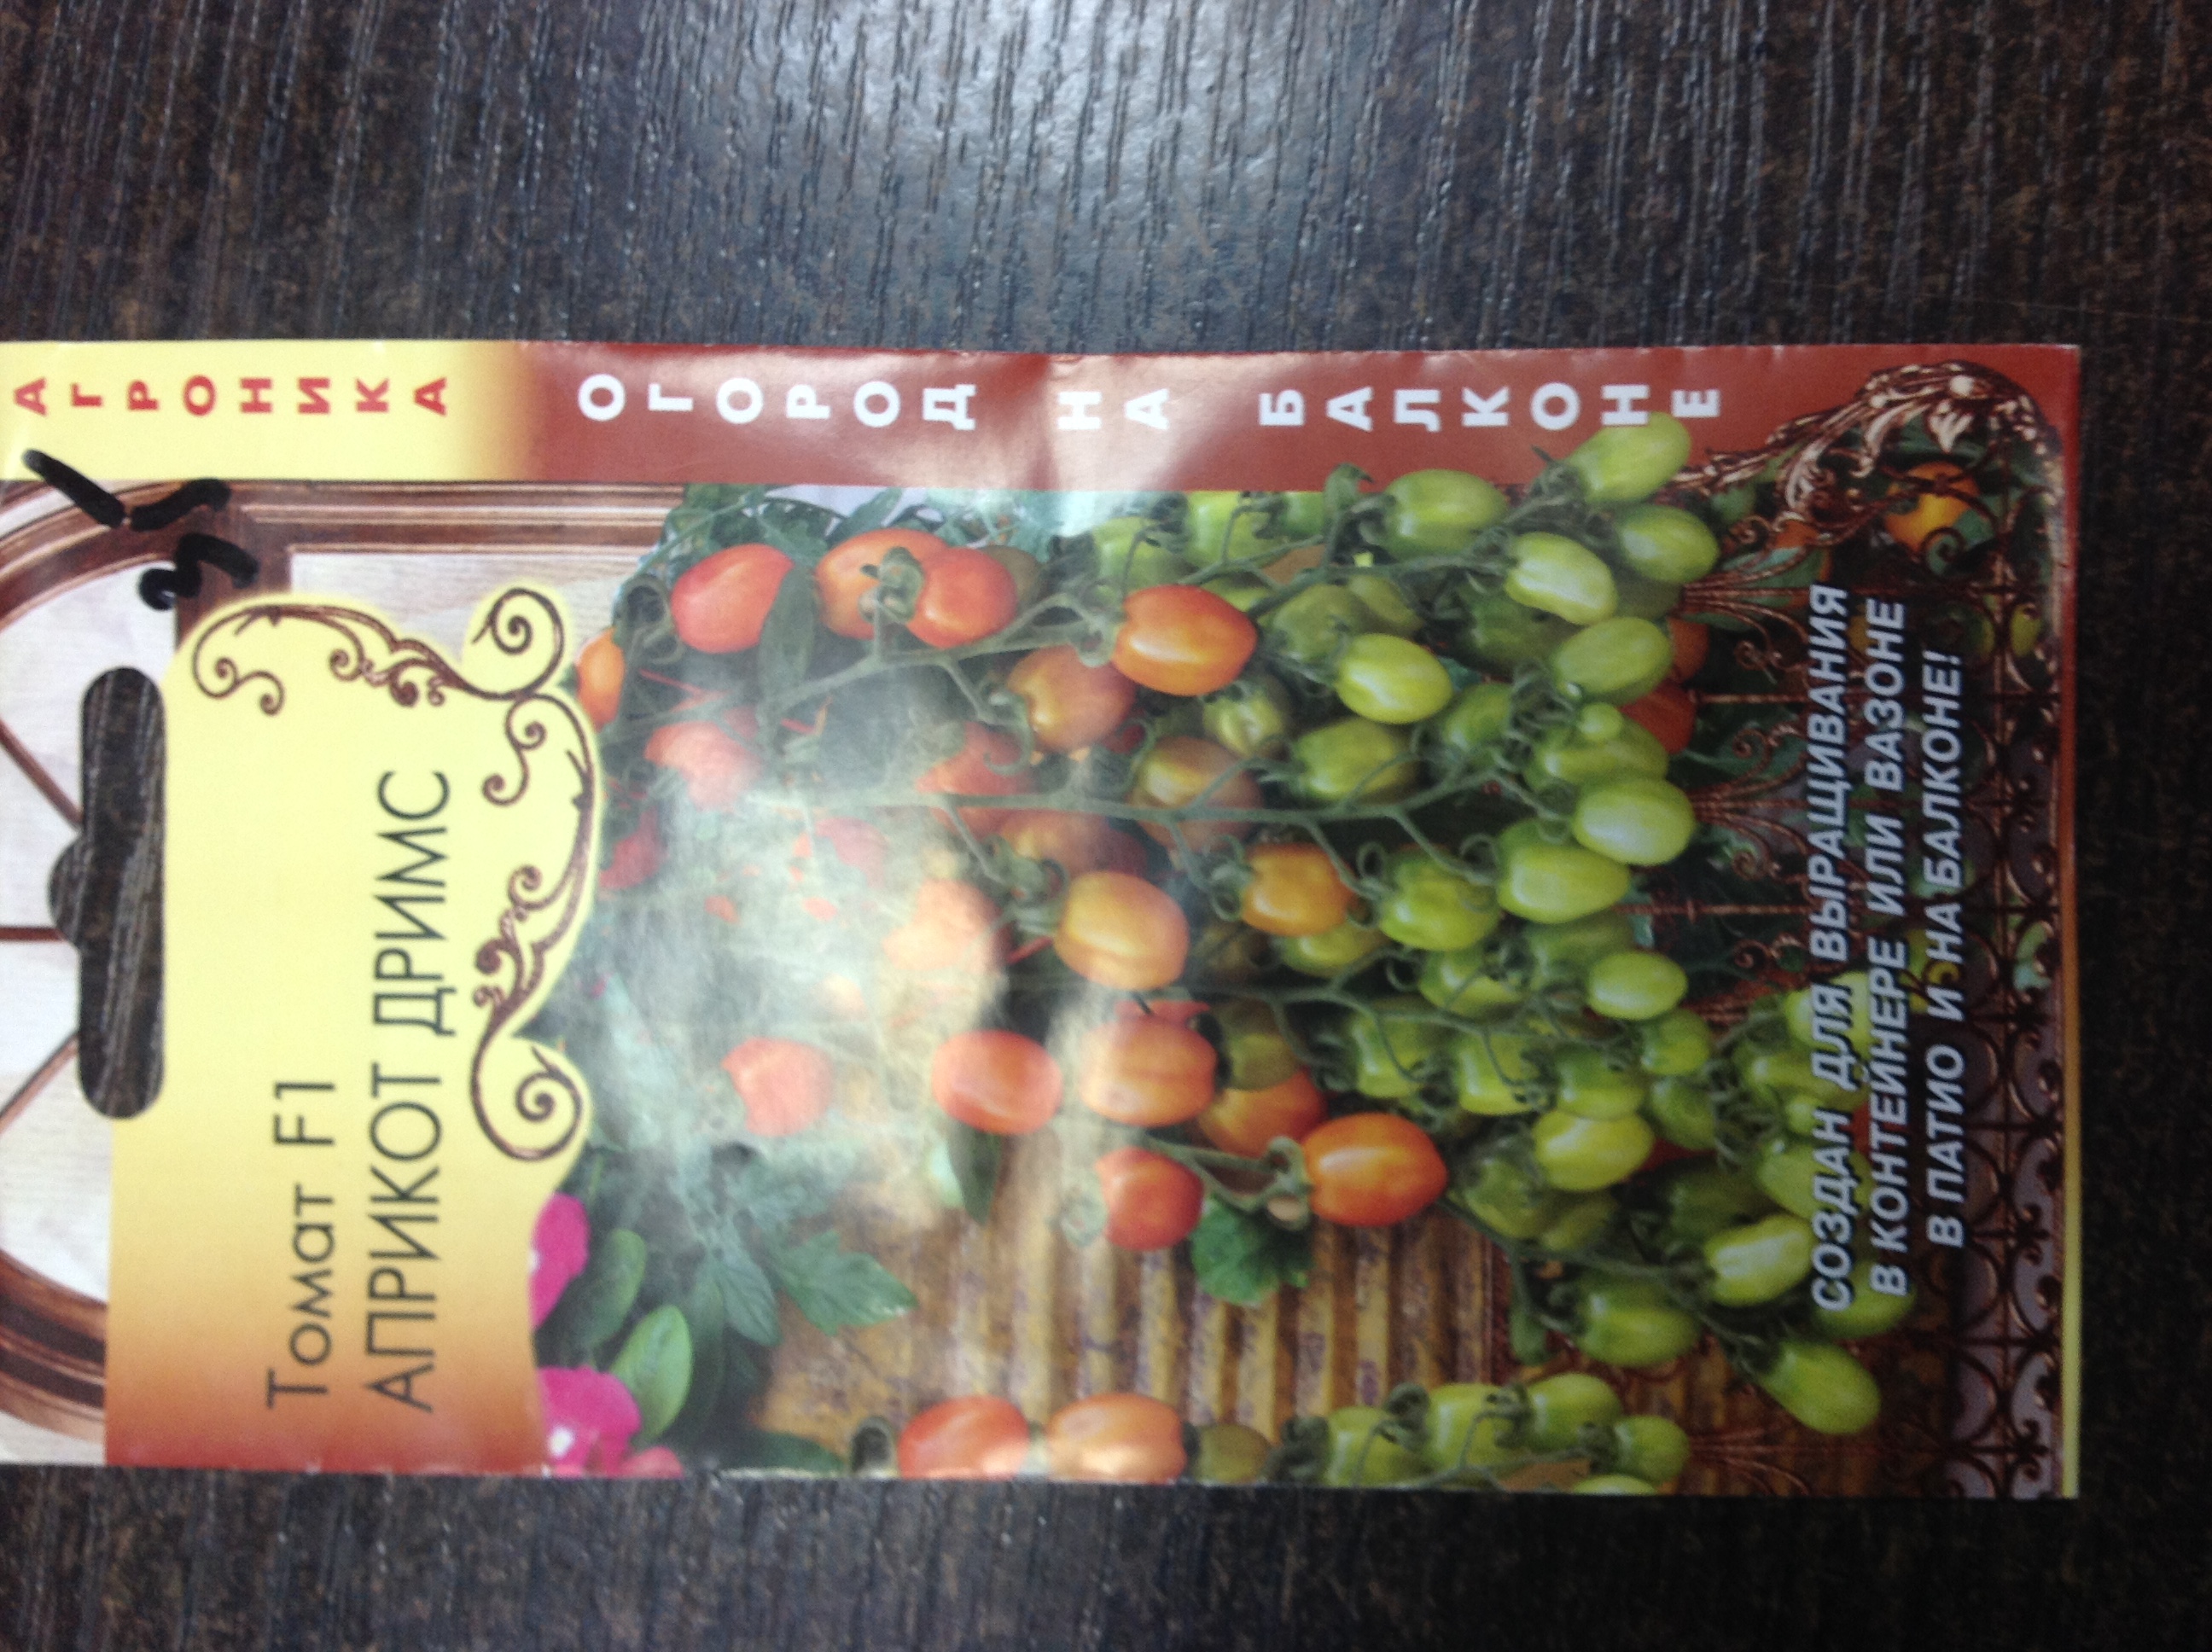 АГРОНИКА
ОГОРОД НА БАЛКОНЕ
Томат F1
АПРИКОТ ДРИМС
СОЗДАН ДЛЯ ВЫРАЩИВАНИЯ
В КОНТЕЙНЕРЕ ИЛИ ВАЗОНЕ
В ПАТИО И НА БАЛКОНЕ!